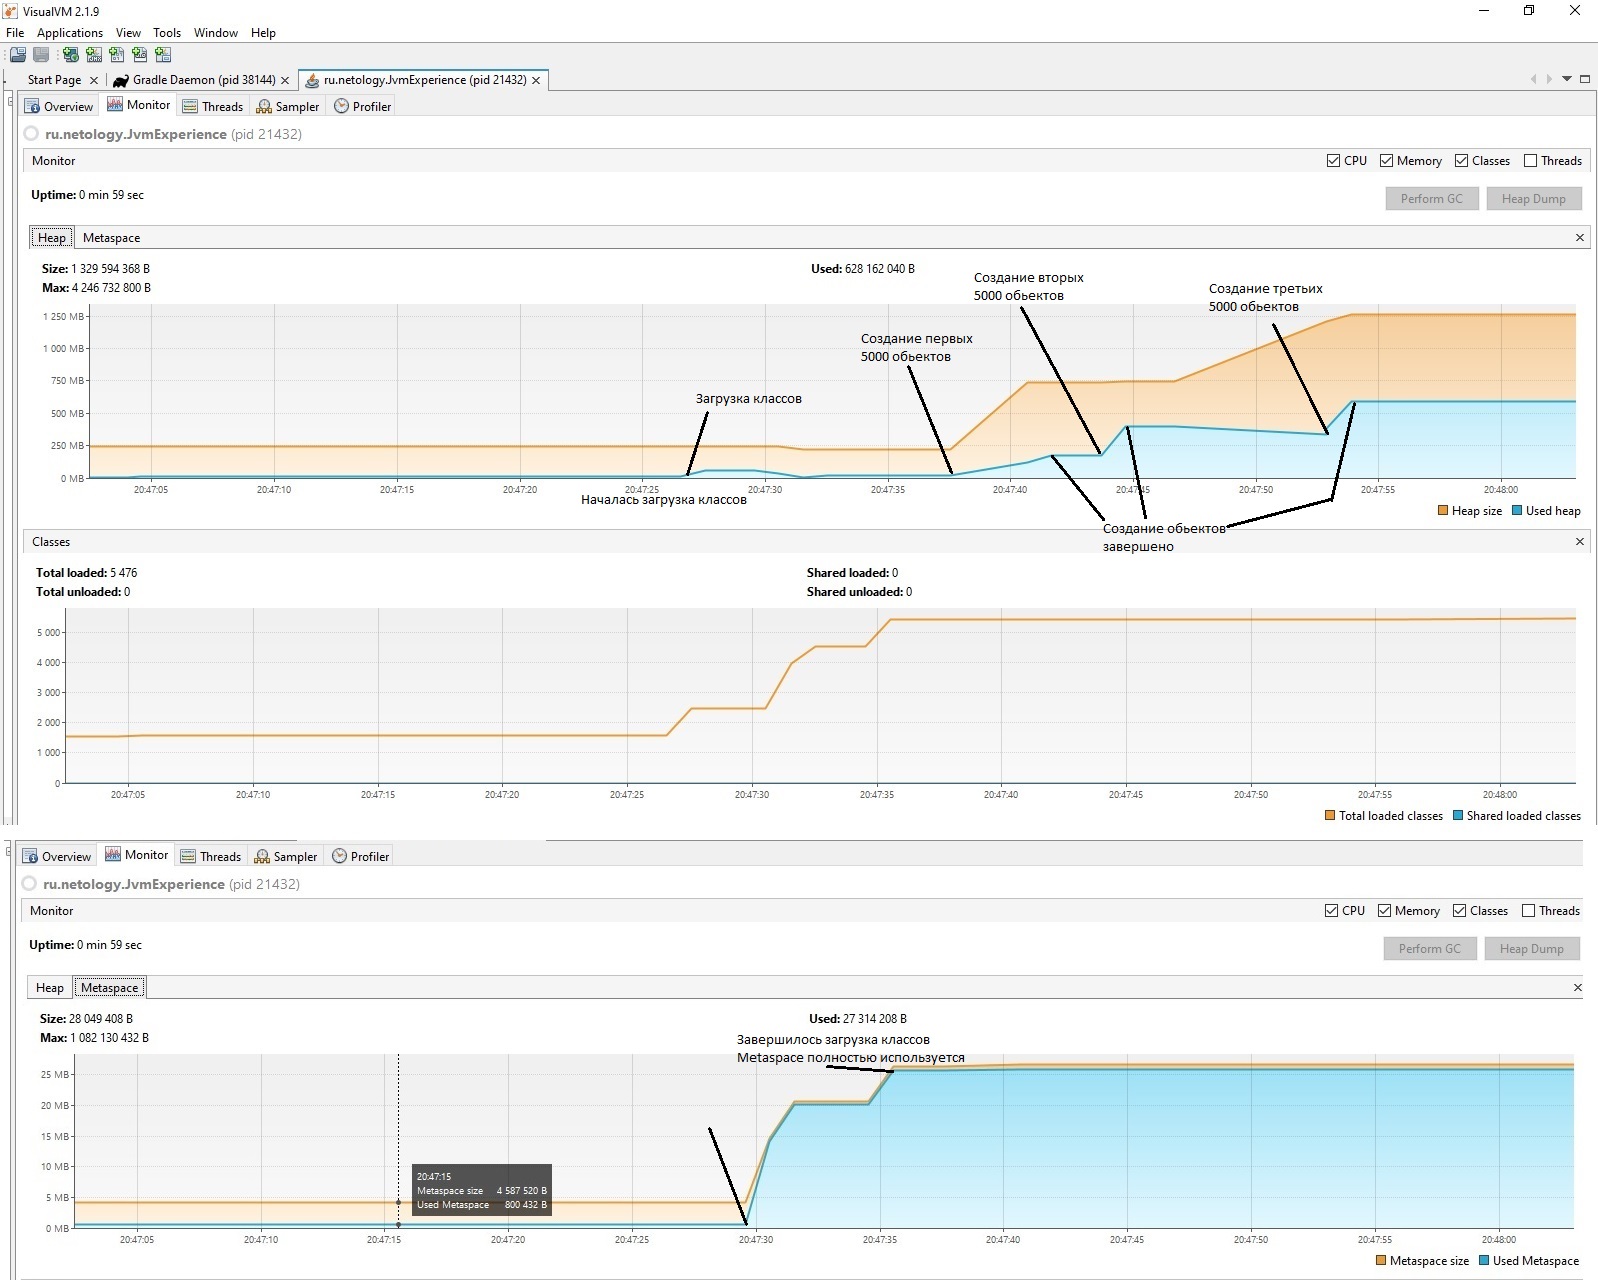 VisualVM 2.1.9
File Applications View Tools Window Help
Start Page Gradle Daemon (pid 38144) ru.netology.JvmExperience (pid 21432)
Overview Monitor Threads Sampler Profiler
ru.netology.JvmExperience (pid 21432)
Monitor CPU Memory Classes Threads
Uptime: 0 min 59 sec
Perform GC Heap Dump
Heap Metaspace
Size: 1 329 594 368 B Used: 628 162 040 B
Max: 4 246 732 800 B
Создание вторых
5000 обьектов
Создание третьих
5000 обьектов
Создание первых
5000 обьектов
Загрузка классов
1 250 MB
1 000 MB
750 MB
500 MB
250 MB
0 MB
20:47:05 20:47:10 20:47:15 20:47:20 20:47:25 20:47:30 20:47:35 20:47:40 20:47:45 20:47:50 20:47:55 20:48:00
Началась загрузка классов
Heap size Used heap
Создание обьектов
завершено
Classes
Total loaded: 5 476 Shared loaded: 0
Total unloaded: 0 Shared unloaded: 0
5 000
4 000
3 000
2 000
1 000
0
20:47:05 20:47:10 20:47:15 20:47:20 20:47:25 20:47:30 20:47:35 20:47:40 20:47:45 20:47:50 20:47:55 20:48:00
Total loaded classes Shared loaded classes
Overview Monitor Threads Sampler Profiler
ru.netology.JvmExperience (pid 21432)
Monitor CPU Memory Classes Threads
Uptime: 0 min 59 sec
Perform GC Heap Dump
Heap Metaspace
Size: 28 049 408 B Used: 27 314 208 B
Max: 1 082 130 432 B
Завершилось загрузка классов
Metaspace полностью используется
25 MB
20 MB
15 MB
10 MB
5 MB
0 MB
20:47:15
Metaspace size 4 587 520 B
Used Metaspace 800 432 B
20:47:05 20:47:10 20:47:15 20:47:20 20:47:25 20:47:30 20:47:35 20:47:40 20:47:45 20:47:50 20:47:55 20:48:00
Metaspace size Used Metaspace